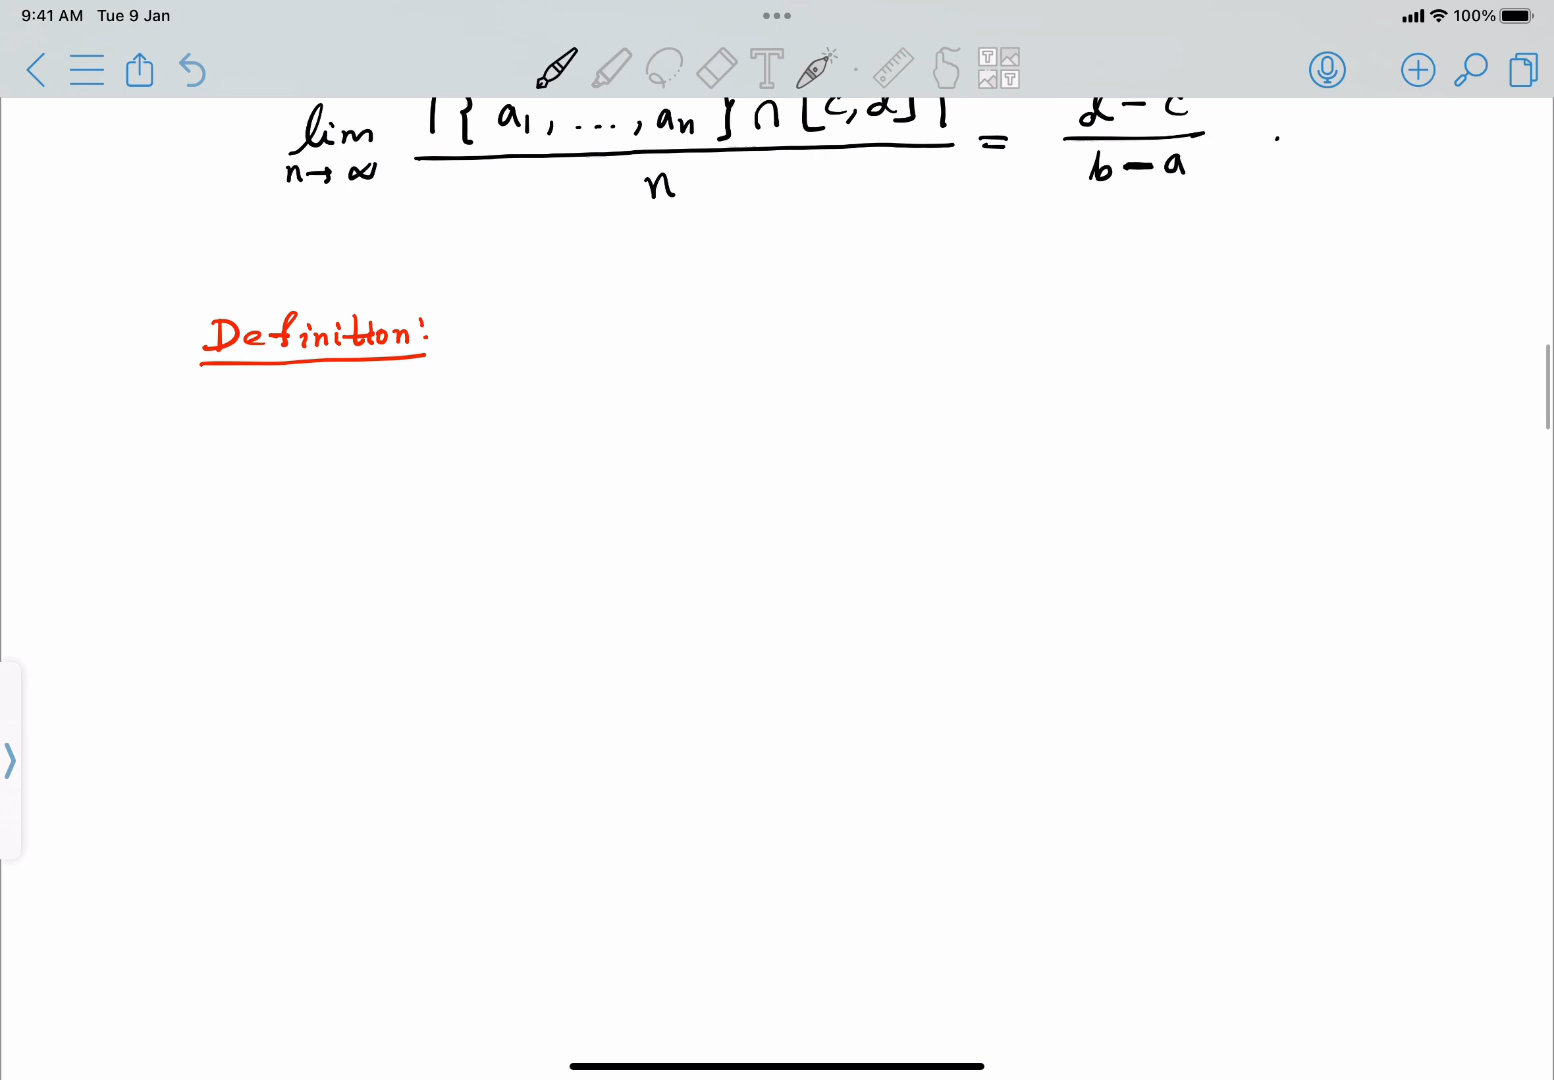 9:41 AM Tue 9 Jan 100%
lim n→∞ |{a₁, ..., aₙ} ∩ [c,d]| / n = d - c / b - a .
Definition: